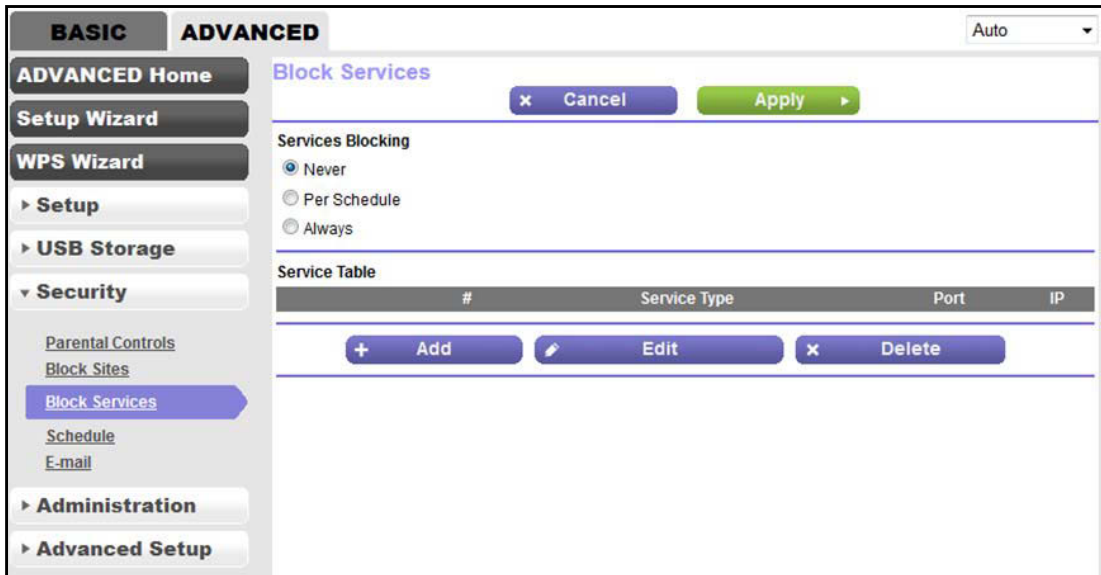 BASIC ADVANCED Auto
ADVANCED Home
Setup Wizard
WPS Wizard
Setup
USB Storage
Security
Parental Controls
Block Sites
Block Services
Schedule
E-mail
Administration
Advanced Setup
Block Services
Cancel Apply
Services Blocking
Never
Per Schedule
Always
Service Table
# Service Type Port IP
Add Edit Delete